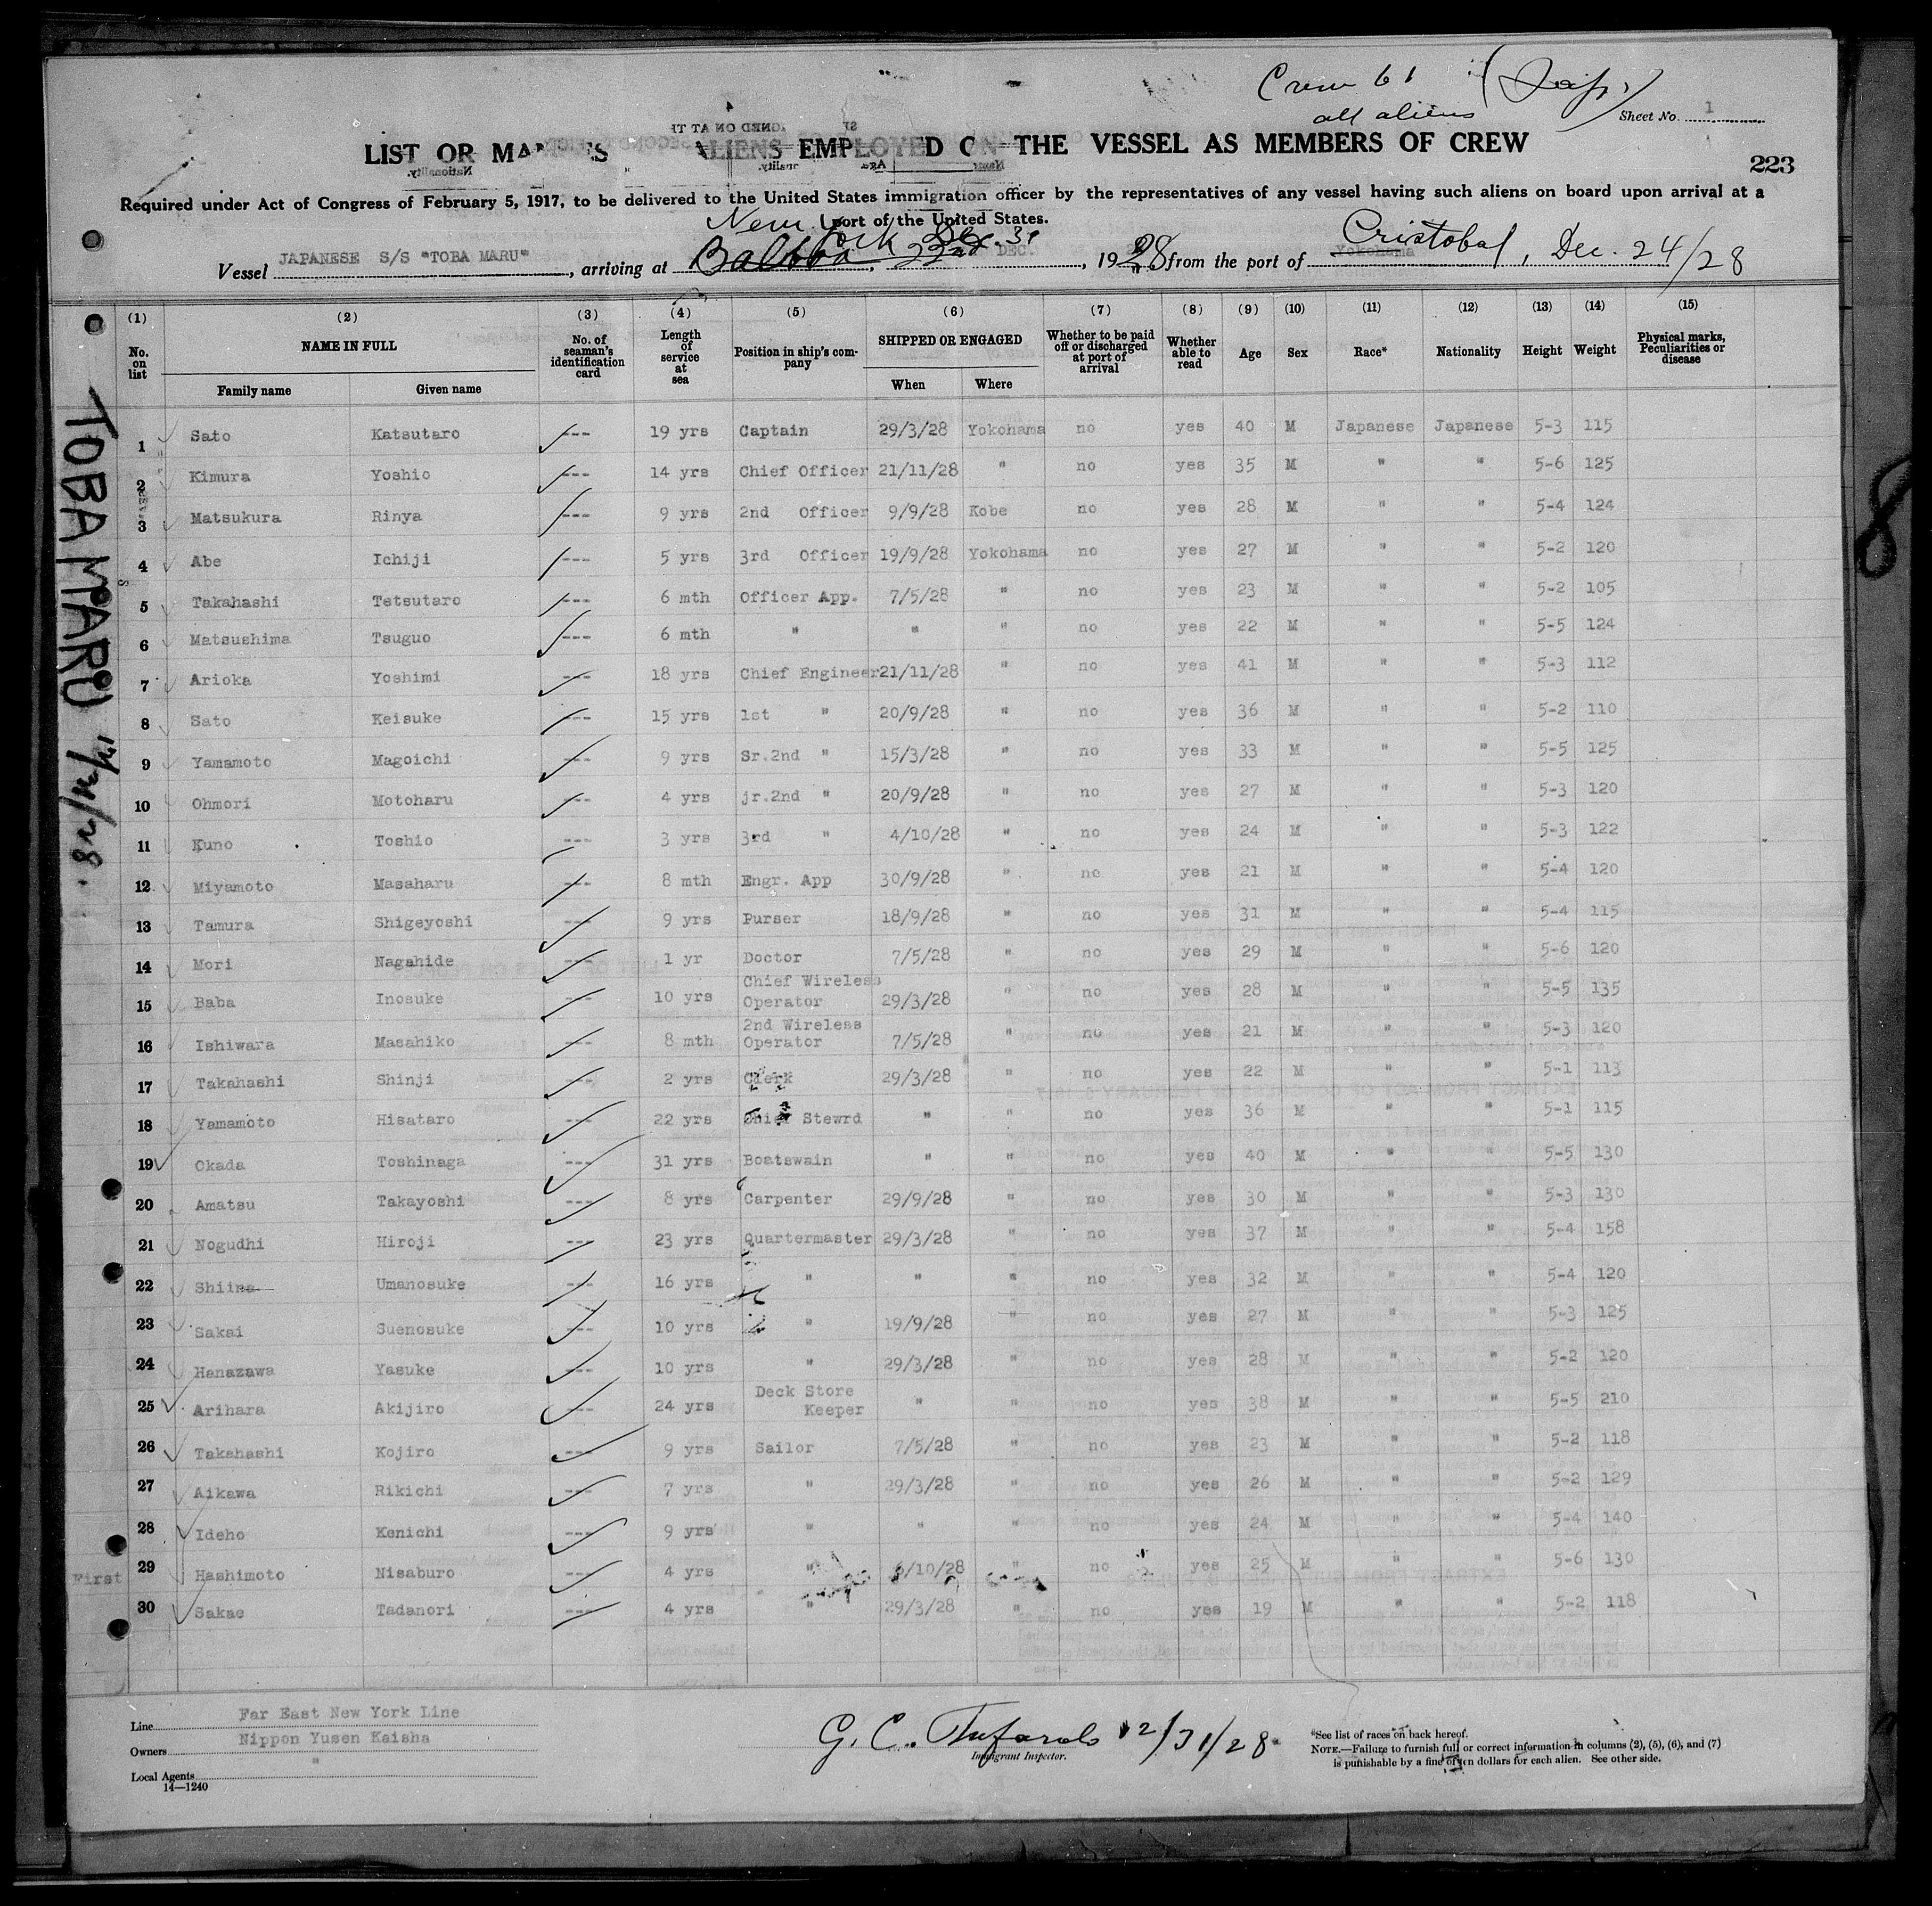 Crew 61 (Jap.)
all aliens
Sheet No. 1
LIST OR ALIENS EMPLOYED ON THE VESSEL AS MEMBERS OF CREW
223
Required under Act of Congress of February 5, 1917, to be delivered to the United States immigration officer by the representatives of any vessel having such aliens on board upon arrival at a
port of the United States.
New York Dec. 31 Cristobal, Dec. 24/28
Vessel JAPANESE S/S "TOBA MARU", arriving at Balboa, 23rd DEC., 1928 from the port of Yokohama
(1) (2) (3) (4) (5) (6) (7) (8) (9) (10) (11) (12) (13) (14) (15)
No. on list NAME IN FULL No. of seaman's identification card Length of service at sea Position in ship's company SHIPPED OR ENGAGED Whether to be paid off or discharged at port of arrival Whether able to read Age Sex Race* Nationality Height Weight Physical marks, Peculiarities or disease
Family name Given name When Where
1 Sato Katsutaro --- 19 yrs Captain 29/3/28 Yokohama no yes 40 M Japanese Japanese 5-3 115
2 Kimura Yoshio --- 14 yrs Chief Officer 21/11/28 " no yes 35 M " " 5-6 125
3 Matsukura Rinya --- 9 yrs 2nd Officer 9/9/28 Kobe no yes 28 M " " 5-4 124
4 Abe Ichiji --- 5 yrs 3rd Officer 19/9/28 Yokohama no yes 27 M " " 5-2 120
5 Takahashi Tetsutaro --- 6 mth Officer App. 7/5/28 " no yes 23 M " " 5-2 105
6 Matsushima Tsuguo --- 6 mth " " " no yes 22 M " " 5-5 124
7 Arioka Yoshimi --- 18 yrs Chief Engineer 21/11/28 " no yes 41 M " " 5-3 112
8 Sato Keisuke --- 15 yrs 1st " 20/9/28 " no yes 36 M " " 5-2 110
9 Yamamoto Magoichi --- 9 yrs Sr.2nd " 15/3/28 " no yes 33 M " " 5-5 125
10 Ohmori Motoharu --- 4 yrs jr.2nd " 20/9/28 " no yes 27 M " " 5-3 120
11 Kuno Toshio --- 3 yrs 3rd " 4/10/28 " no yes 24 M " " 5-3 122
12 Miyamoto Masaharu --- 8 mth Engr. App 30/9/28 " no yes 21 M " " 5-4 120
13 Tamura Shigeyoshi --- 9 yrs Purser 18/9/28 " no yes 31 M " " 5-4 115
14 Mori Nagahide --- 1 yr Doctor 7/5/28 " no yes 29 M " " 5-6 120
15 Baba Inosuke --- 10 yrs Chief Wireless Operator 29/3/28 " no yes 28 M " " 5-5 135
16 Ishiwara Masahiko --- 8 mth 2nd Wireless Operator 7/5/28 " no yes 21 M " " 5-3 120
17 Takahashi Shinji --- 2 yrs Clerk 29/3/28 " no yes 22 M " " 5-1 113
18 Yamamoto Hisataro --- 22 yrs Chief Stewrd " " no yes 36 M " " 5-1 115
19 Okada Toshinaga --- 31 yrs Boatswain " " no yes 40 M " " 5-5 130
20 Amatsu Takayoshi --- 8 yrs Carpenter 29/9/28 " no yes 30 M " " 5-3 130
21 Nogudhi Hiroji --- 23 yrs Quartermaster 29/3/28 " no yes 37 M " " 5-4 158
22 Shiina Umanosuke --- 16 yrs " " " no yes 32 M " " 5-4 120
23 Sakai Suenosuke --- 10 yrs " 19/9/28 " no yes 27 M " " 5-3 125
24 Hanazawa Yasuke --- 10 yrs " 29/3/28 " no yes 28 M " " 5-2 120
25 Arihara Akijiro --- 24 yrs Deck Store Keeper " " no yes 38 M " " 5-5 210
26 Takahashi Kojiro --- 9 yrs Sailor 7/5/28 " no yes 23 M " " 5-2 118
27 Aikawa Rikichi --- 7 yrs " 29/3/28 " no yes 26 M " " 5-2 129
28 Ideho Kenichi --- 9 yrs " " " no yes 24 M " " 5-4 140
First 29 Hashimoto Nisaburo --- 4 yrs " /10/28 " no yes 25 M " " 5-6 130
30 Sakae Tadanori --- 4 yrs " 29/3/28 " no yes 19 M " " 5-2 118
TOBA MARU 12/31/28
8
Line Far East New York Line
Owners Nippon Yusen Kaisha
Local Agents "
14—1240
G. C. 12/31/28
Immigrant Inspector.
*See list of races on back hereof.
NOTE.—Failure to furnish full or correct information in columns (2), (5), (6), and (7)
is punishable by a fine of ten dollars for each alien. See other side.